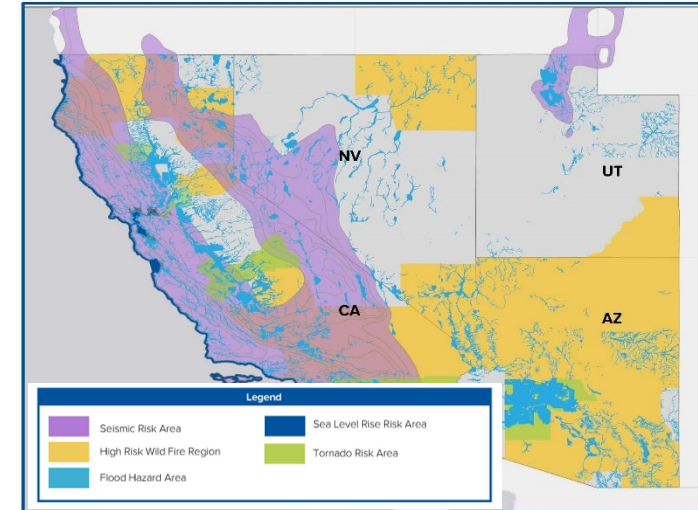 NV
UT
CA
AZ
Legend
Seismic Risk Area
Sea Level Rise Risk Area
High Risk Wild Fire Region
Tornado Risk Area
Flood Hazard Area